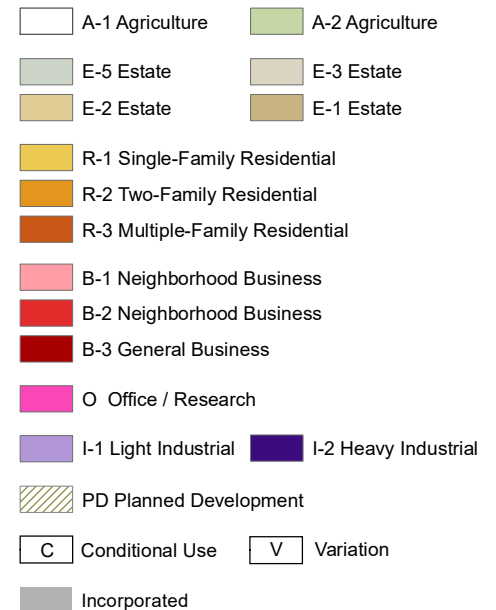 A-1 Agriculture A-2 Agriculture
E-5 Estate E-3 Estate
E-2 Estate E-1 Estate
R-1 Single-Family Residential
R-2 Two-Family Residential
R-3 Multiple-Family Residential
B-1 Neighborhood Business
B-2 Neighborhood Business
B-3 General Business
O Office / Research
I-1 Light Industrial I-2 Heavy Industrial
PD Planned Development
C Conditional Use V Variation
Incorporated